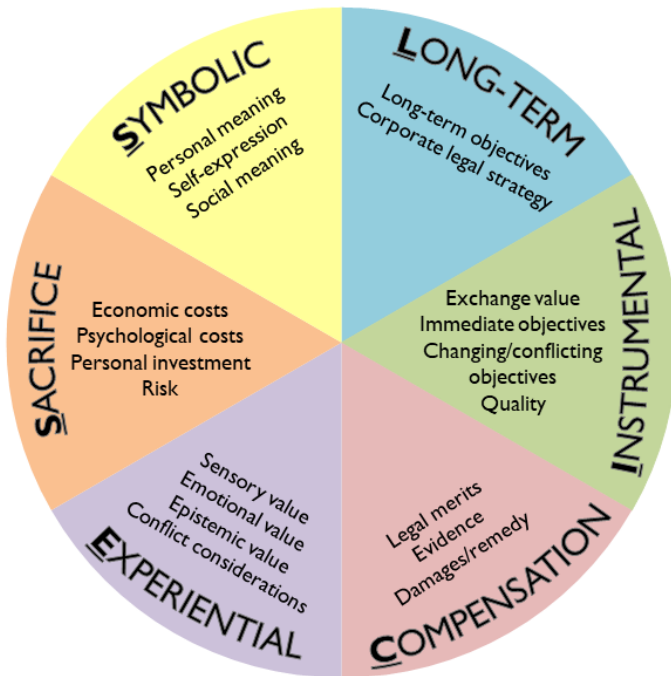 SYMBOLIC
Personal meaning
Self-expression
Social meaning
LONG-TERM
Long-term objectives
Corporate legal strategy
INSTRUMENTAL
Exchange value
Immediate objectives
Changing/conflicting
objectives
Quality
COMPENSATION
Legal merits
Evidence
Damages/remedy
EXPERIENTIAL
Sensory value
Emotional value
Epistemic value
Conflict considerations
SACRIFICE
Economic costs
Psychological costs
Personal investment
Risk